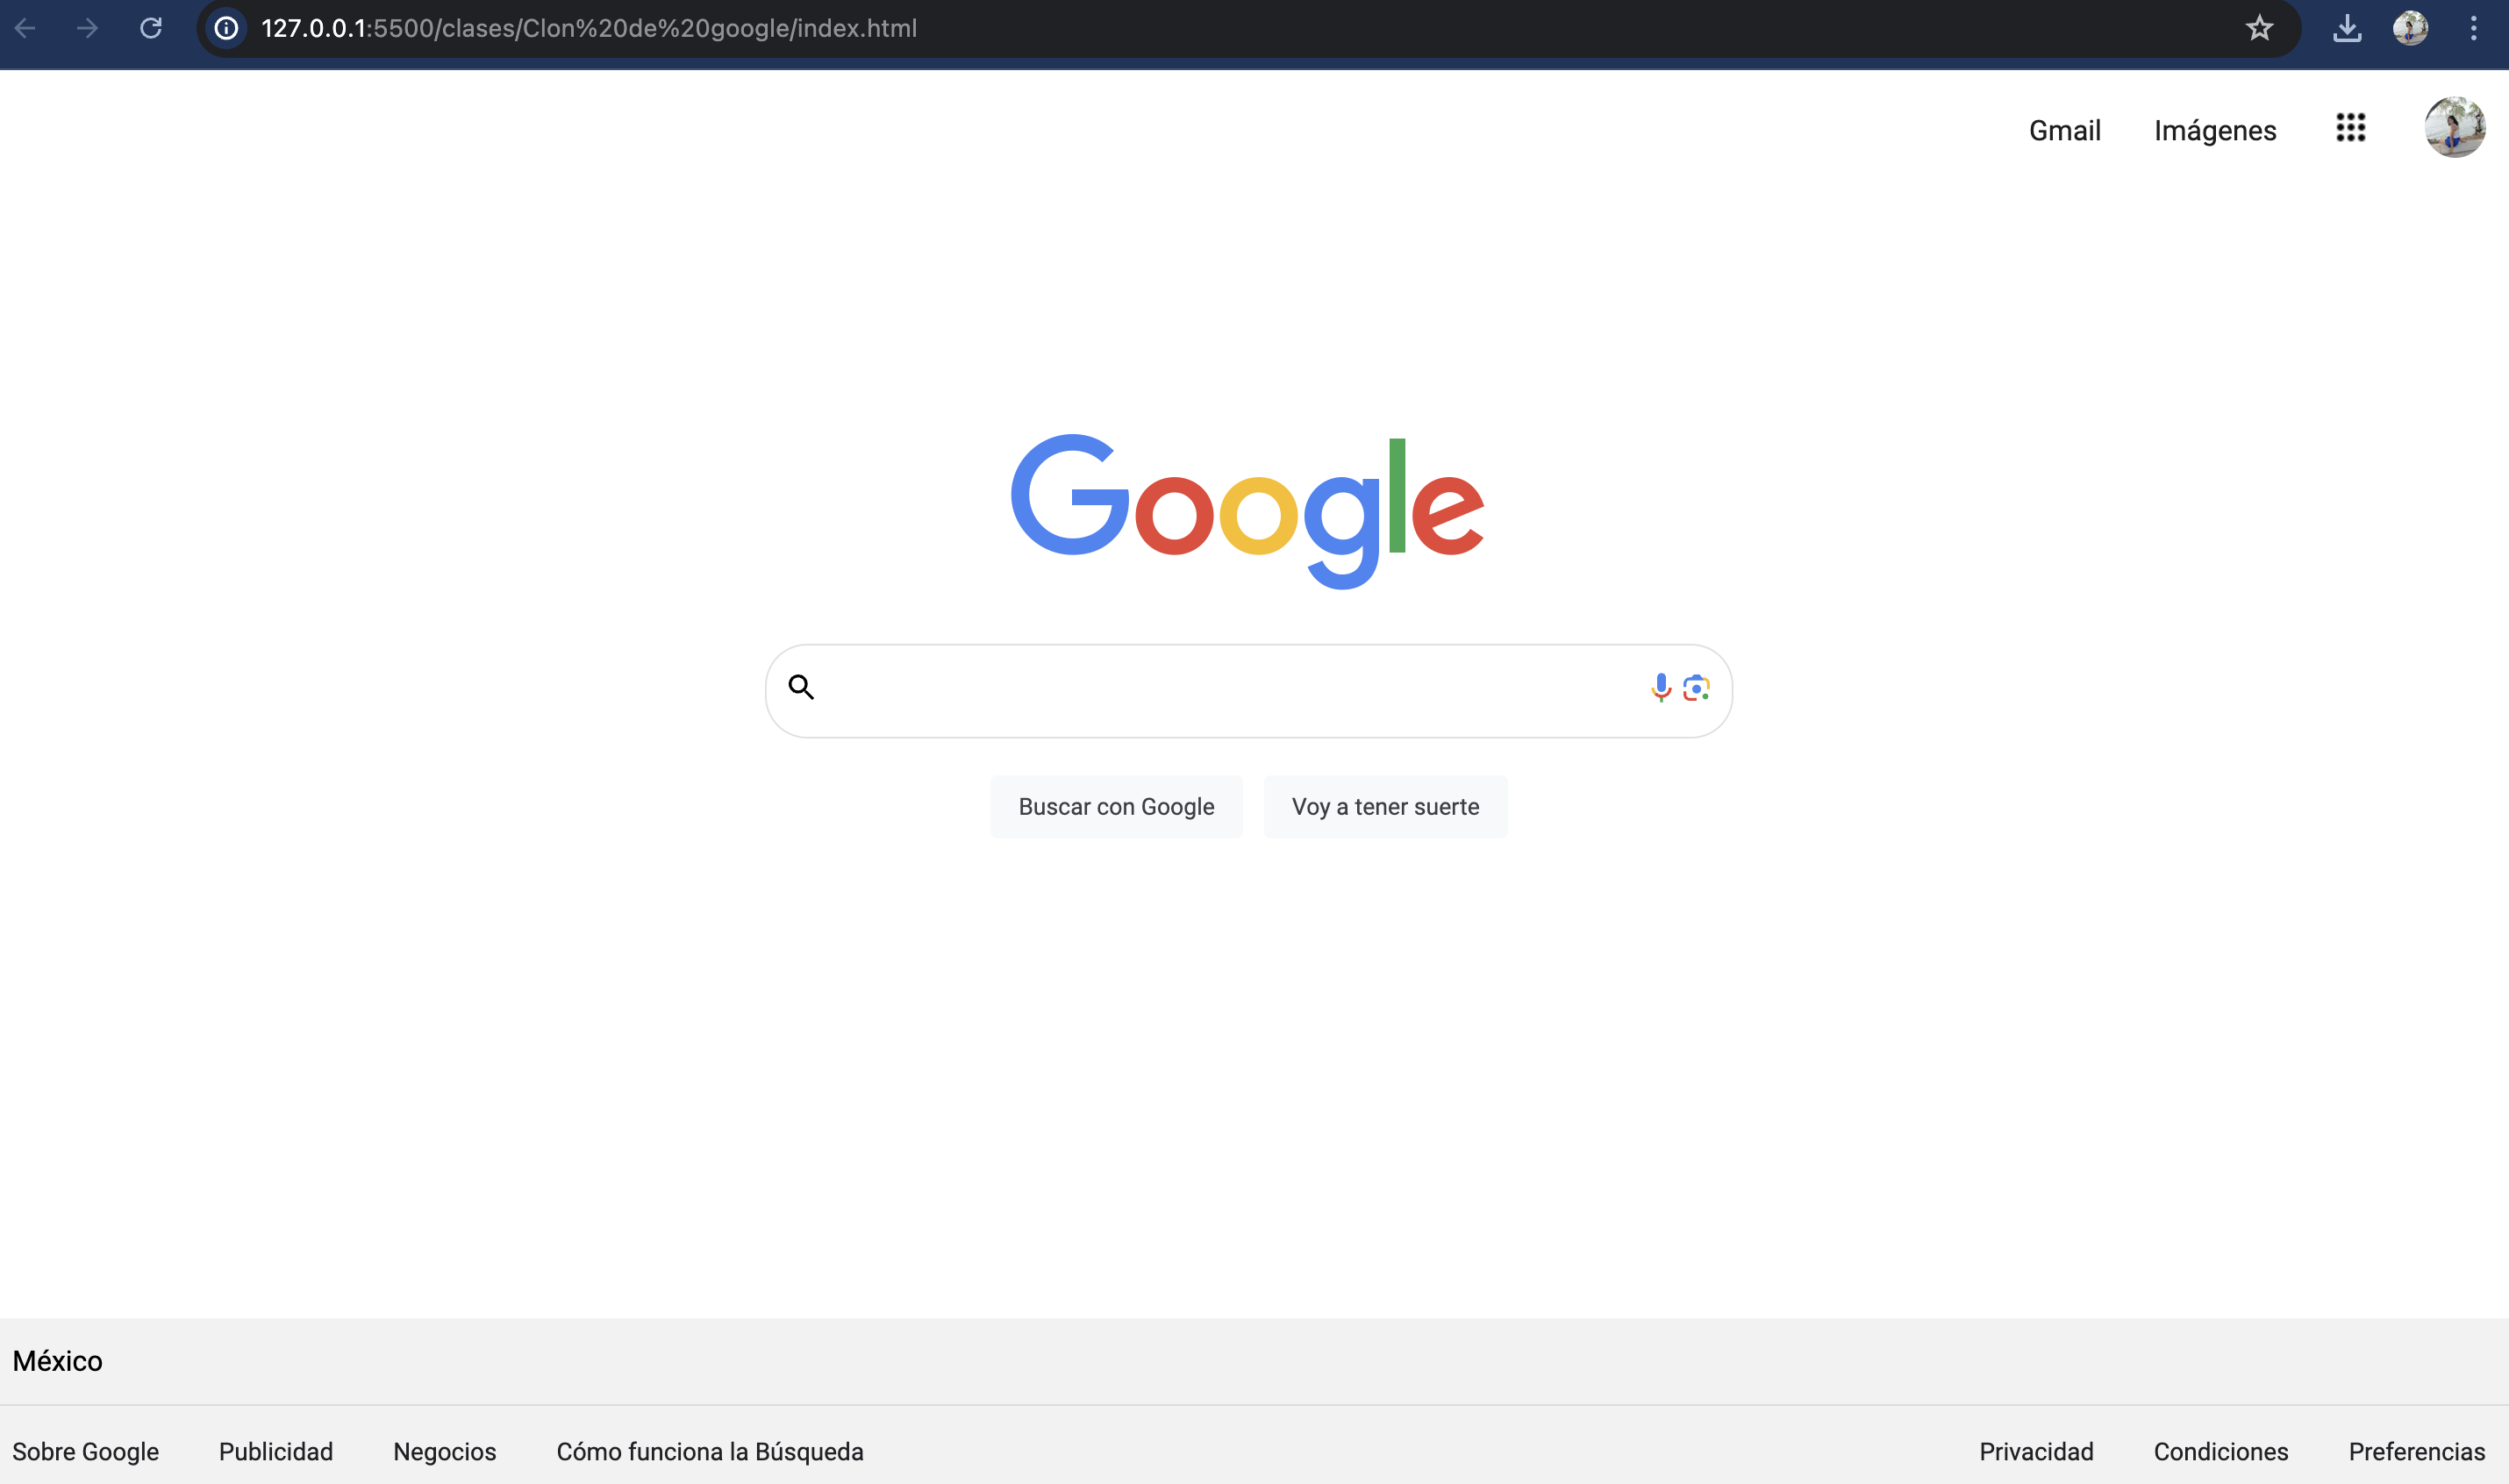 127.0.0.1:5500/clases/Clon%20de%20google/index.html
Gmail Imágenes
Google
Buscar con Google Voy a tener suerte
México
Sobre Google Publicidad Negocios Cómo funciona la Búsqueda Privacidad Condiciones Preferencias